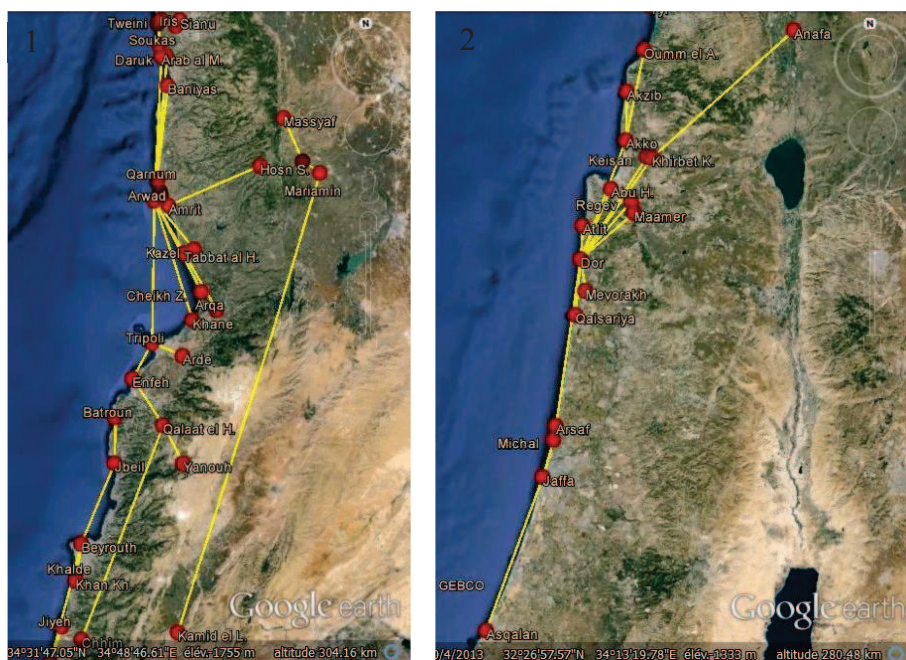 1
Tweini
Iris
Sianu
Soukas
Daruk
Arab al M.
Baniyas
Massyaf
Hosn S.
Mariamin
Qarnum
Arwad
Amrit
Kazel
Tabbat al H.
Cheikh Z.
Arqa
Khane
Tripoli
Arde
Enfeh
Batroun
Qalaat el H.
Jbeil
Yanouh
Beyrouth
Khalde
Khan Kh
Jiyeh
Chhim
Kamid el L.
Google earth
34°31'47.05"N 34°48'46.61"E élév. 1755 m altitude 304.16 km
N
2
Anafa
Oumm el A.
Akzib
Akko
Keisan
Khirbet K.
Abu H.
Regev
Maamer
Atlit
Dor
Mevorakh
Qaisariya
Arsaf
Michal
Jaffa
GEBCO
Google earth
Asqalan
0/4/2013 32°26'57.57"N 34°13'19.78"E élév. -1333 m altitude 280.48 km
N